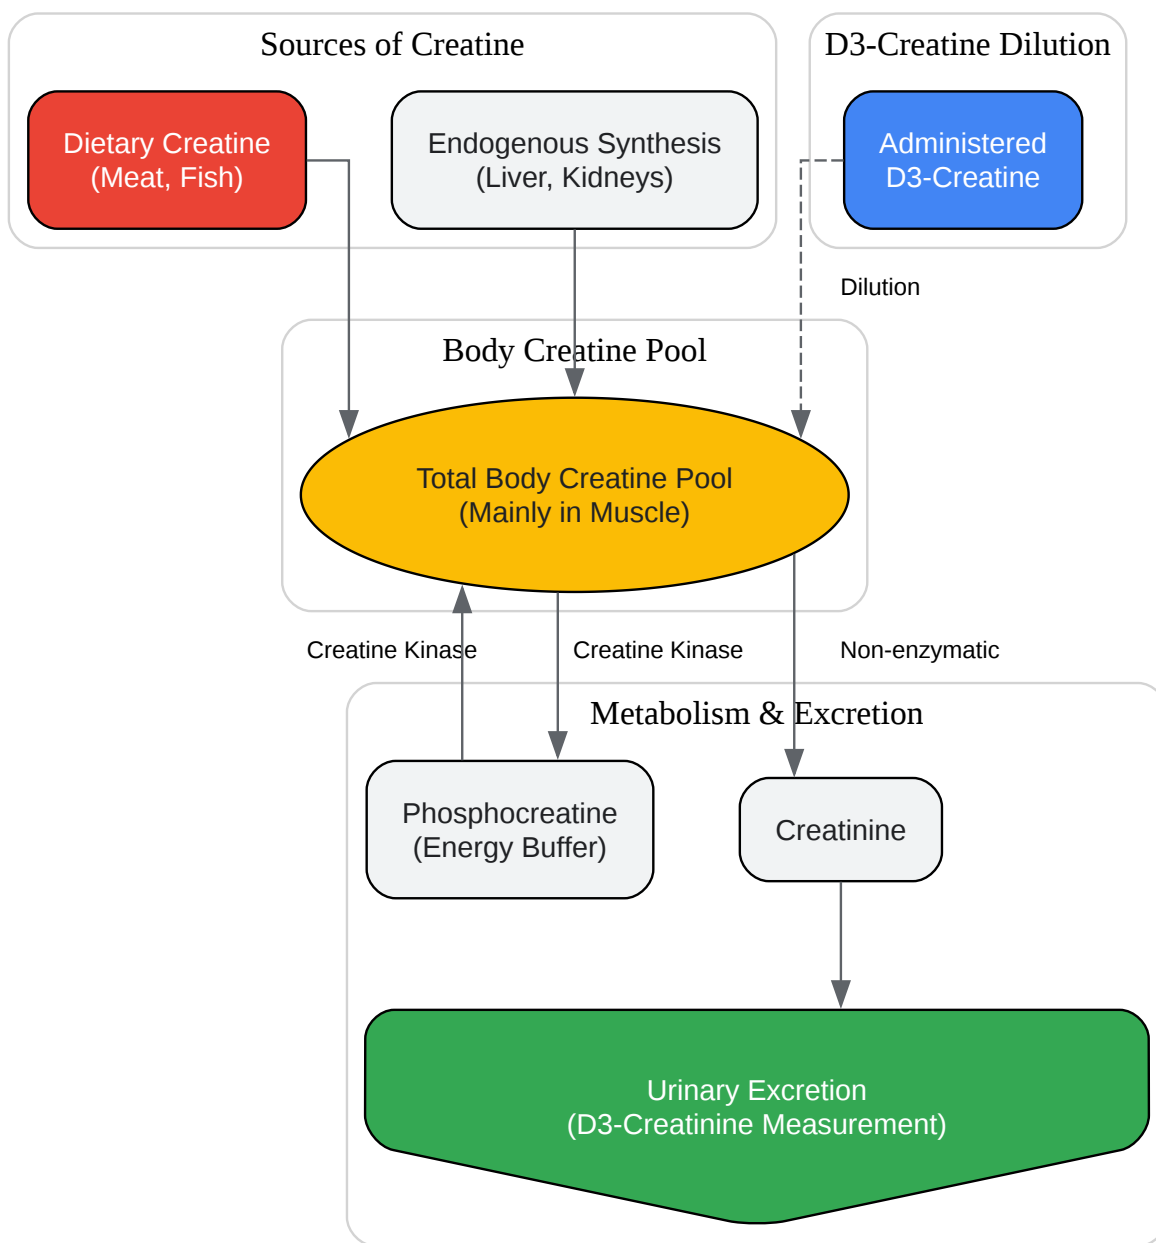 Sources of Creatine
D3-Creatine Dilution
Dietary Creatine
(Meat, Fish)
Endogenous Synthesis
(Liver, Kidneys)
Administered
D3-Creatine
Dilution
Body Creatine Pool
Total Body Creatine Pool
(Mainly in Muscle)
Creatine Kinase
Creatine Kinase
Non-enzymatic
Metabolism & Excretion
Phosphocreatine
(Energy Buffer)
Creatinine
Urinary Excretion
(D3-Creatinine Measurement)